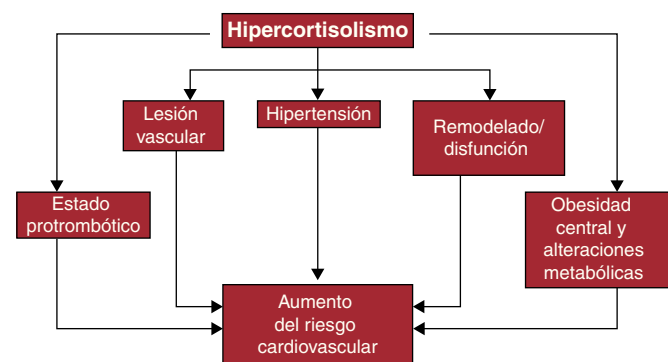 Hipercortisolismo
Lesión
vascular
Hipertensión
Remodelado/
disfunción
Estado
protrombótico
Obesidad
central y
alteraciones
metabólicas
Aumento
del riesgo
cardiovascular